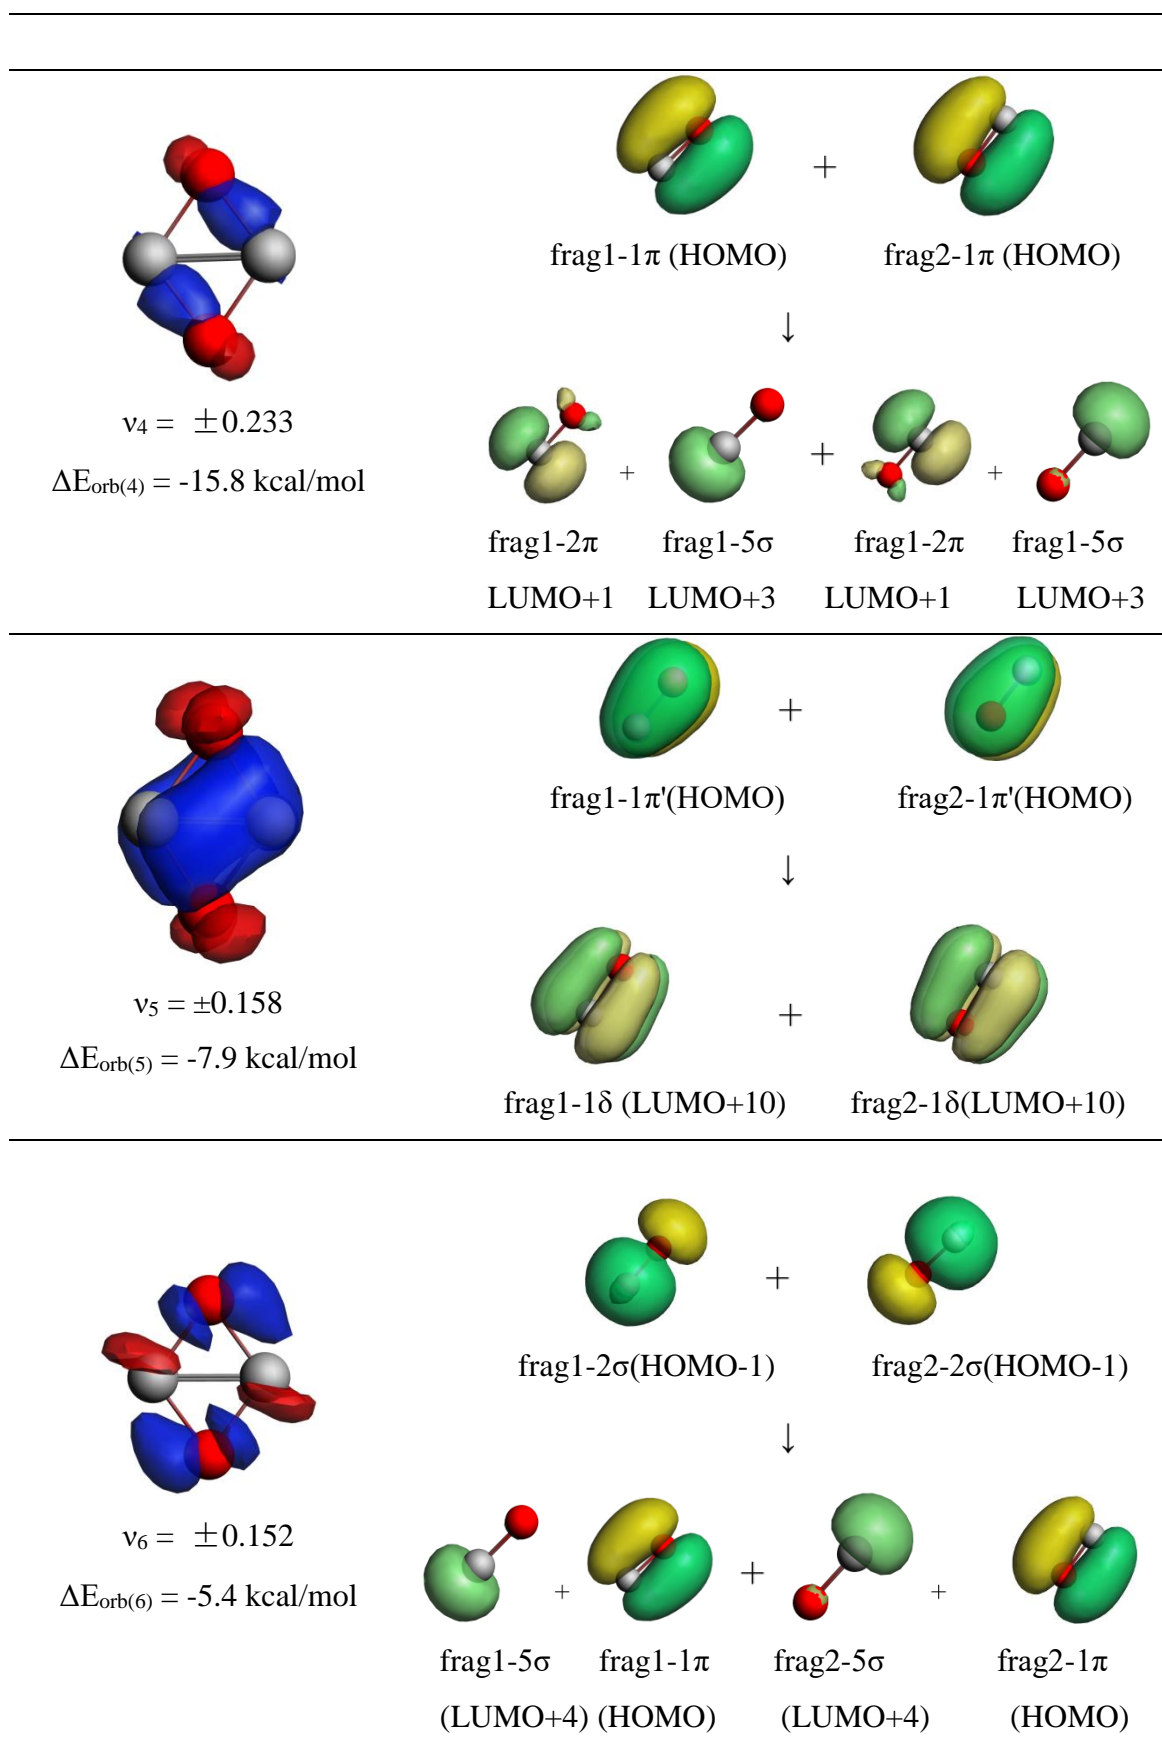 +
frag1-1π (HOMO) frag2-1π (HOMO)
↓
ν4 = ±0.233
ΔEorb(4) = -15.8 kcal/mol
+ + +
frag1-2π frag1-5σ frag1-2π frag1-5σ
LUMO+1 LUMO+3 LUMO+1 LUMO+3
+
frag1-1π'(HOMO) frag2-1π'(HOMO)
↓
ν5 = ±0.158
ΔEorb(5) = -7.9 kcal/mol
+
frag1-1δ (LUMO+10) frag2-1δ(LUMO+10)
+
frag1-2σ(HOMO-1) frag2-2σ(HOMO-1)
↓
ν6 = ±0.152
ΔEorb(6) = -5.4 kcal/mol
+ + +
frag1-5σ frag1-1π frag2-5σ frag2-1π
(LUMO+4) (HOMO) (LUMO+4) (HOMO)